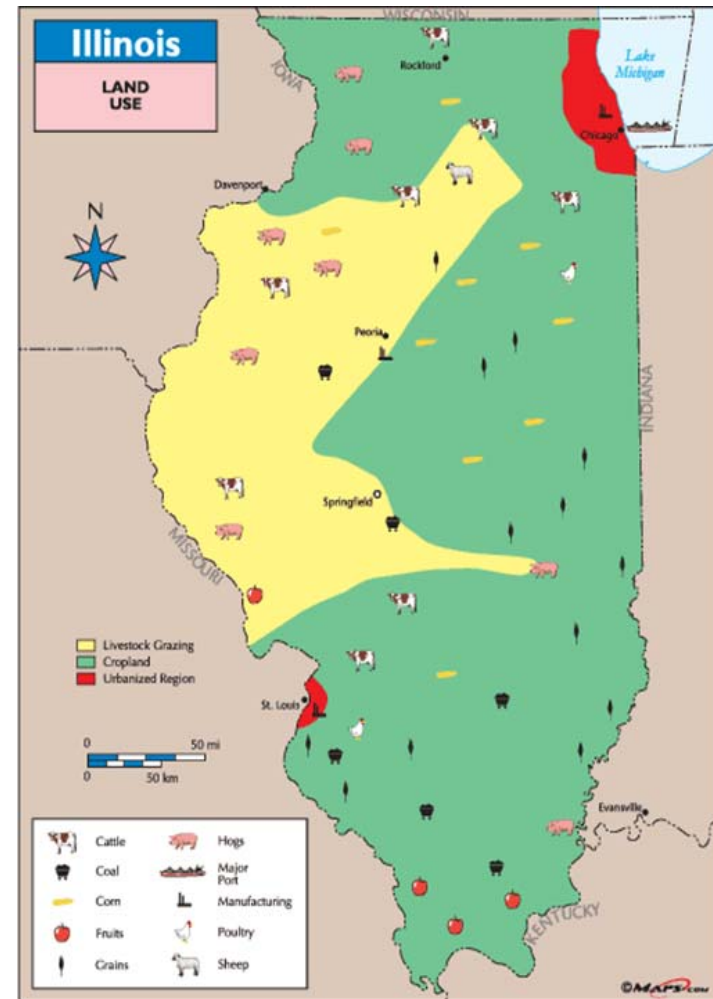 Illinois
LAND
USE
WISCONSIN
IOWA
Rockford
Lake
Michigan
Chicago
Davenport
N
Peoria
INDIANA
Springfield
MISSOURI
Livestock Grazing
Cropland
Urbanized Region
St. Louis
0 50 mi
0 50 km
Evansville
KENTUCKY
Cattle
Hogs
Coal
Major
Port
Corn
Manufacturing
Fruits
Poultry
Grains
Sheep
©MAPS.COM